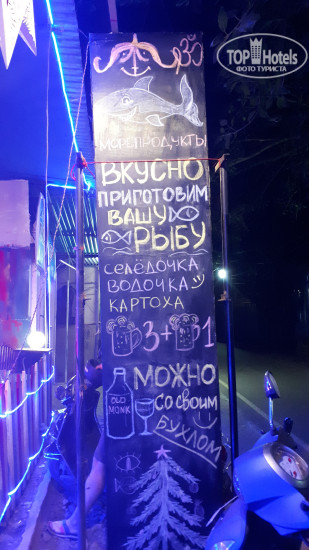 TOP Hotels
ФОТО ТУРИСТА
МОРЕПРОДУКТЫ
ВКУСНО
ПРИГОТОВИМ
ВАШУ
РЫБУ
СЕЛЁДОЧКА
ВОДОЧКА
КАРТОХА
3+1
МОЖНО
СО СВОИМ
БУХЛОМ
OLD
MONK